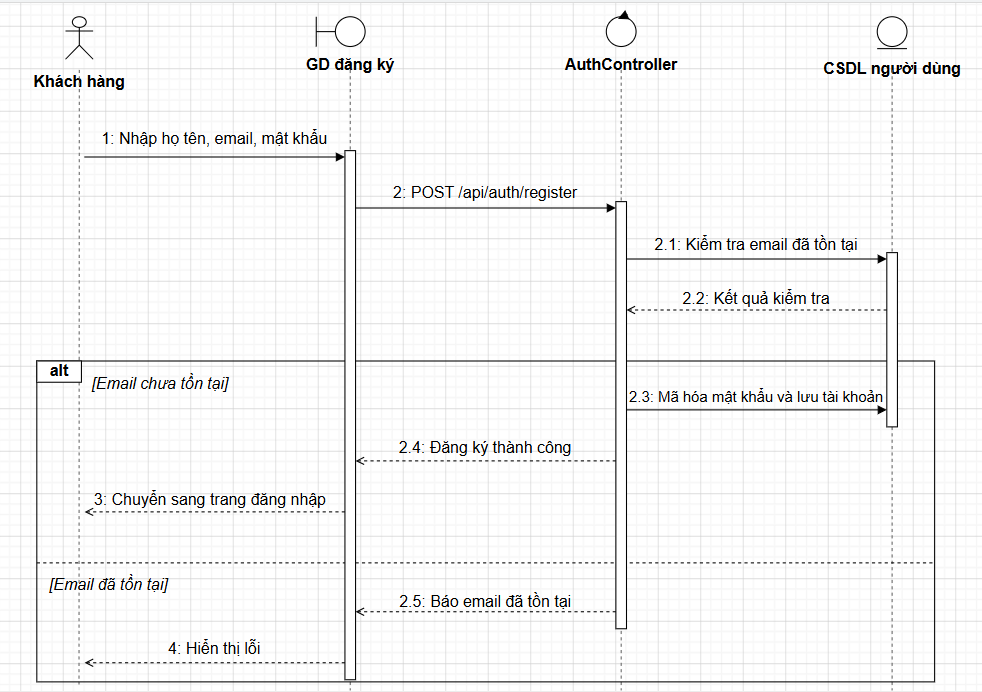 Khách hàng
GD đăng ký
AuthController
CSDL người dùng
1: Nhập họ tên, email, mật khẩu
2: POST /api/auth/register
2.1: Kiểm tra email đã tồn tại
2.2: Kết quả kiểm tra
alt
[Email chưa tồn tại]
2.3: Mã hóa mật khẩu và lưu tài khoản
2.4: Đăng ký thành công
3: Chuyển sang trang đăng nhập
[Email đã tồn tại]
2.5: Báo email đã tồn tại
4: Hiển thị lỗi